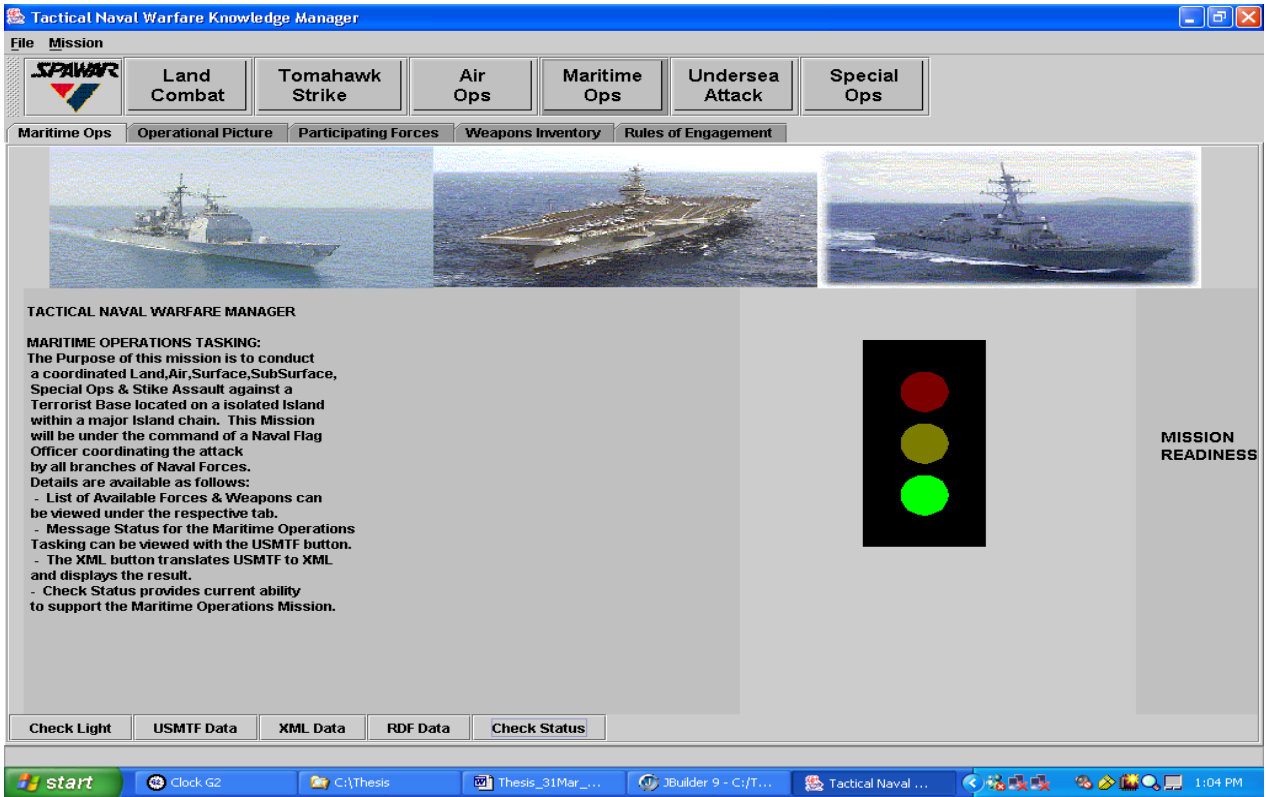 Tactical Naval Warfare Knowledge Manager
File Mission
SPAWAR
Land
Combat
Tomahawk
Strike
Air
Ops
Maritime
Ops
Undersea
Attack
Special
Ops
Maritime Ops Operational Picture Participating Forces Weapons Inventory Rules of Engagement
TACTICAL NAVAL WARFARE MANAGER
MARITIME OPERATIONS TASKING:
The Purpose of this mission is to conduct
a coordinated Land,Air,Surface,SubSurface,
Special Ops & Stike Assault against a
Terrorist Base located on a isolated Island
within a major Island chain. This Mission
will be under the command of a Naval Flag
Officer coordinating the attack
by all branches of Naval Forces.
Details are available as follows:
- List of Available Forces & Weapons can
be viewed under the respective tab.
- Message Status for the Maritime Operations
Tasking can be viewed with the USMTF button.
- The XML button translates USMTF to XML
and displays the result.
- Check Status provides current ability
to support the Maritime Operations Mission.
MISSION
READINESS
Check Light USMTF Data XML Data RDF Data Check Status
start Clock G2 C:\Thesis Thesis_31Mar_... JBuilder 9 - C:/T... Tactical Naval ... 1:04 PM